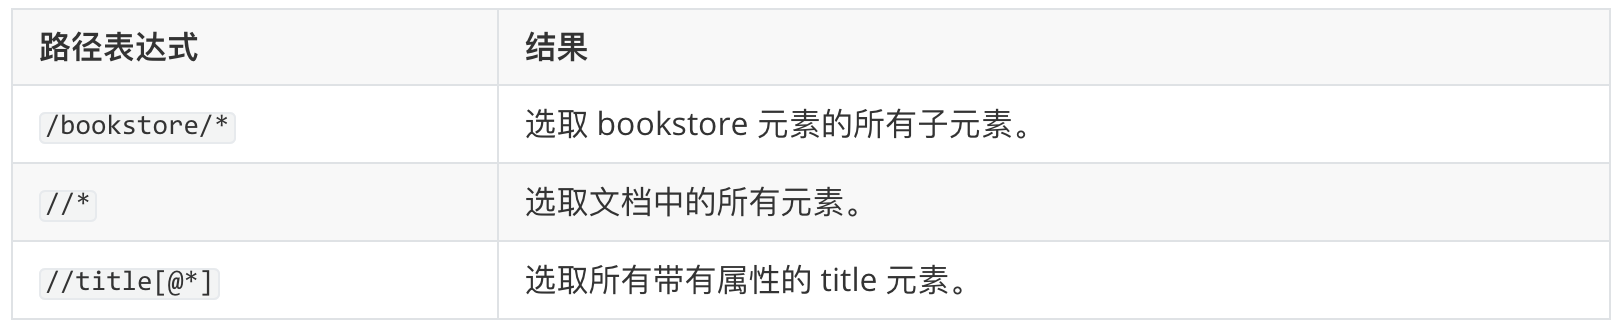 路径表达式 结果
/bookstore/* 选取 bookstore 元素的所有子元素。
//* 选取文档中的所有元素。
//title[@*] 选取所有带有属性的 title 元素。